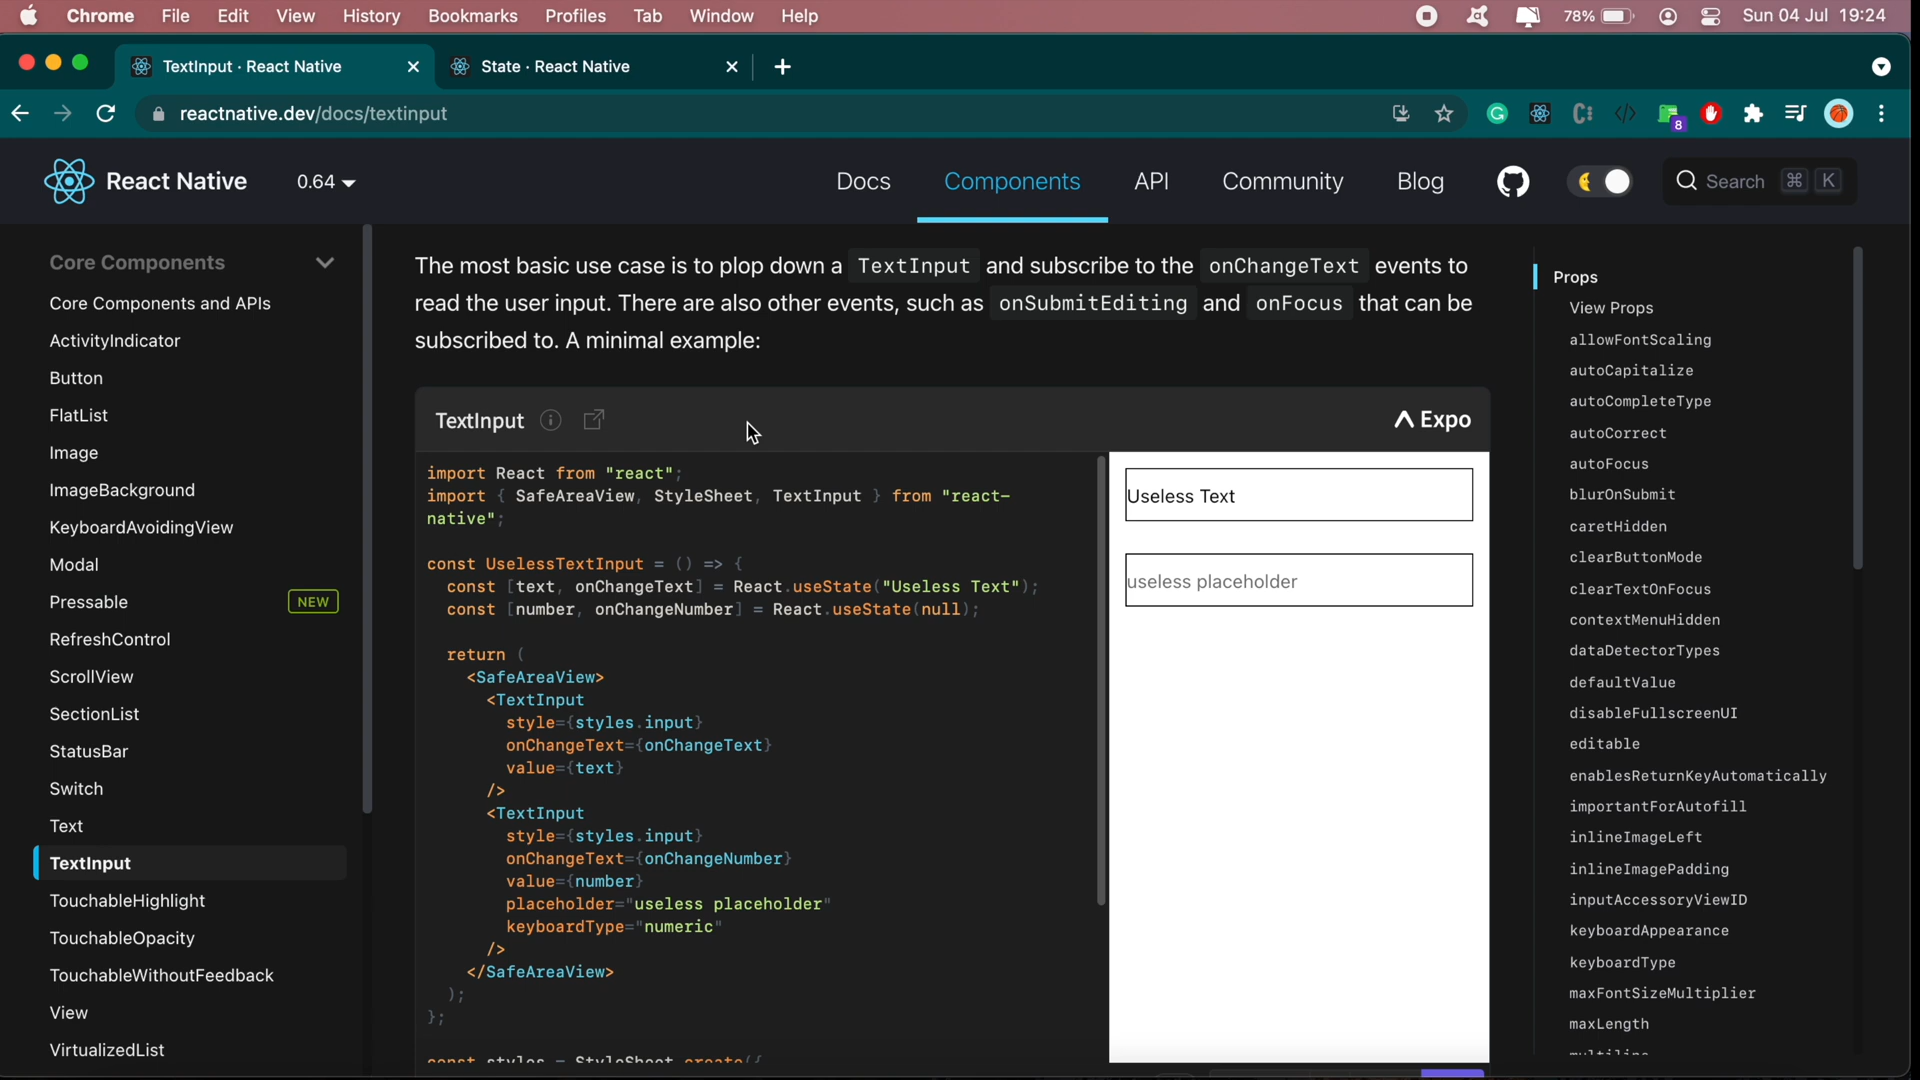 Chrome File Edit View History Bookmarks Profiles Tab Window Help 78% Sun 04 Jul 19:24
TextInput · React Native State · React Native
reactnative.dev/docs/textinput 8
React Native 0.64 Docs Components API Community Blog Search ⌘ K
Core Components
Core Components and APIs
ActivityIndicator
Button
FlatList
Image
ImageBackground
KeyboardAvoidingView
Modal
Pressable NEW
RefreshControl
ScrollView
SectionList
StatusBar
Switch
Text
TextInput
TouchableHighlight
TouchableOpacity
TouchableWithoutFeedback
View
VirtualizedList
The most basic use case is to plop down a TextInput and subscribe to the onChangeText events to
read the user input. There are also other events, such as onSubmitEditing and onFocus that can be
subscribed to. A minimal example:
TextInput Expo
import React from "react";
import { SafeAreaView, StyleSheet, TextInput } from "react-
native";
const UselessTextInput = () => {
const [text, onChangeText] = React.useState("Useless Text");
const [number, onChangeNumber] = React.useState(null);
return (
<SafeAreaView>
<TextInput
style={styles.input}
onChangeText={onChangeText}
value={text}
/>
<TextInput
style={styles.input}
onChangeText={onChangeNumber}
value={number}
placeholder="useless placeholder"
keyboardType="numeric"
/>
</SafeAreaView>
);
};
const styles = StyleSheet.create({
Useless Text
useless placeholder
Props
View Props
allowFontScaling
autoCapitalize
autoCompleteType
autoCorrect
autoFocus
blurOnSubmit
caretHidden
clearButtonMode
clearTextOnFocus
contextMenuHidden
dataDetectorTypes
defaultValue
disableFullscreenUI
editable
enablesReturnKeyAutomatically
importantForAutofill
inlineImageLeft
inlineImagePadding
inputAccessoryViewID
keyboardAppearance
keyboardType
maxFontSizeMultiplier
maxLength
multiline